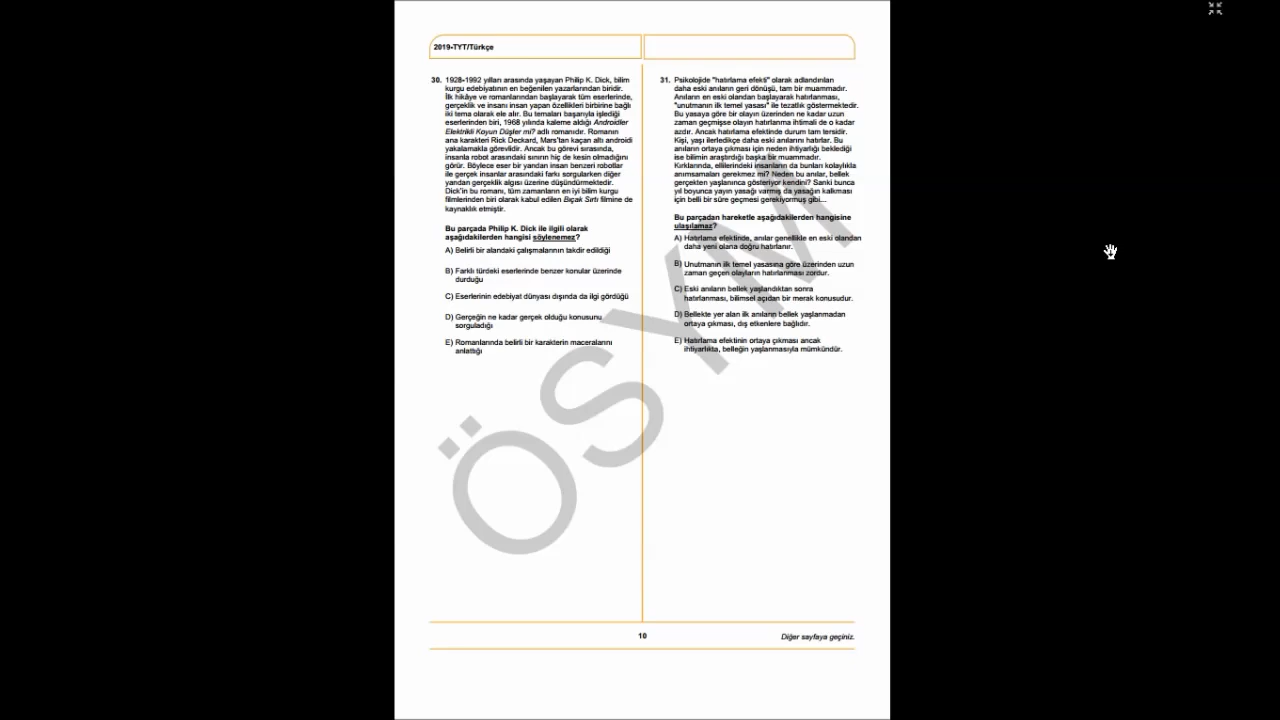 2019-TYT/Türkçe
30. 1928-1992 yılları arasında yaşayan Philip K. Dick, bilim
kurgu edebiyatının en beğenilen yazarlarından biridir.
İlk hikâye ve romanlarından başlayarak tüm eserlerinde,
gerçeklik ve insanı insan yapan özellikleri birbirine bağlı
iki tema olarak ele alır. Bu temaları başarıyla işlediği
eserlerinden biri, 1968 yılında kaleme aldığı Androidler
Elektrikli Koyun Düşler mi? adlı romanıdır. Romanın
ana karakteri Rick Deckard, Mars'tan kaçan altı androidi
yakalamakla görevlidir. Ancak bu görevi sırasında,
insanla robot arasındaki sınırın hiç de kesin olmadığını
görür. Böylece eser bir yandan insan benzeri robotlar
ile gerçek insanlar arasındaki farkı sorgularken diğer
yandan gerçeklik algısı üzerine düşündürmektedir.
Dick'in bu romanı, tüm zamanların en iyi bilim kurgu
filmlerinden biri olarak kabul edilen Bıçak Sırtı filmine de
kaynaklık etmiştir.
Bu parçada Philip K. Dick ile ilgili olarak
aşağıdakilerden hangisi söylenemez?
A) Belirli bir alandaki çalışmalarının takdir edildiği
B) Farklı türdeki eserlerinde benzer konular üzerinde
durduğu
C) Eserlerinin edebiyat dünyası dışında da ilgi gördüğü
D) Gerçeğin ne kadar gerçek olduğu konusunu
sorguladığı
E) Romanlarında belirli bir karakterin maceralarını
anlattığı
31. Psikolojide "hatırlama efekti" olarak adlandırılan
daha eski anıların geri dönüşü, tam bir muammadır.
Anıların en eski olandan başlayarak hatırlanması,
"unutmanın ilk temel yasası" ile tezatlık göstermektedir.
Bu yasaya göre bir olayın üzerinden ne kadar uzun
zaman geçmişse olayın hatırlanma ihtimali de o kadar
azdır. Ancak hatırlama efektinde durum tam tersidir.
Kişi, yaşı ilerledikçe daha eski anılarını hatırlar. Bu
anıların ortaya çıkması için neden ihtiyarlığı beklediği
ise bilimin araştırdığı başka bir muammadır.
Kırklarında, ellilerindeki insanların da bunları kolaylıkla
anımsamaları gerekmez mi? Neden bu anılar, bellek
gerçekten yaşlanınca gösteriyor kendini? Sanki bunca
yıl boyunca yayın yasağı varmış da yasağın kalkması
için belli bir süre geçmesi gerekiyormuş gibi...
Bu parçadan hareketle aşağıdakilerden hangisine
ulaşılamaz?
A) Hatırlama efektinde, anılar genellikle en eski olandan
daha yeni olana doğru hatırlanır.
B) Unutmanın ilk temel yasasına göre üzerinden uzun
zaman geçen olayların hatırlanması zordur.
C) Eski anıların bellek yaşlandıktan sonra
hatırlanması, bilimsel açıdan bir merak konusudur.
D) Bellekte yer alan ilk anıların bellek yaşlanmadan
ortaya çıkması, dış etkenlere bağlıdır.
E) Hatırlama efektinin ortaya çıkması ancak
ihtiyarlıkta, belleğin yaşlanmasıyla mümkündür.
ÖSYM
10
Diğer sayfaya geçiniz.